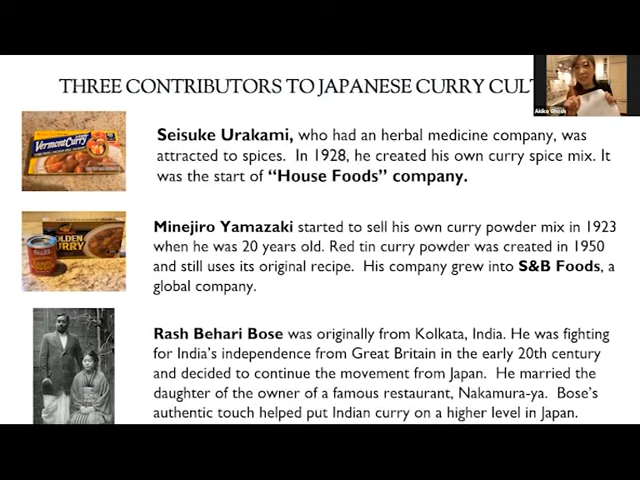 THREE CONTRIBUTORS TO JAPANESE CURRY CULT
Akiko Ghosh
Vermont Curry
Seisuke Urakami, who had an herbal medicine company, was
attracted to spices. In 1928, he created his own curry spice mix. It
was the start of “House Foods” company.
GOLDEN
CURRY
Minejiro Yamazaki started to sell his own curry powder mix in 1923
when he was 20 years old. Red tin curry powder was created in 1950
and still uses its original recipe. His company grew into S&B Foods, a
global company.
Rash Behari Bose was originally from Kolkata, India. He was fighting
for India’s independence from Great Britain in the early 20th century
and decided to continue the movement from Japan. He married the
daughter of the owner of a famous restaurant, Nakamura-ya. Bose’s
authentic touch helped put Indian curry on a higher level in Japan.